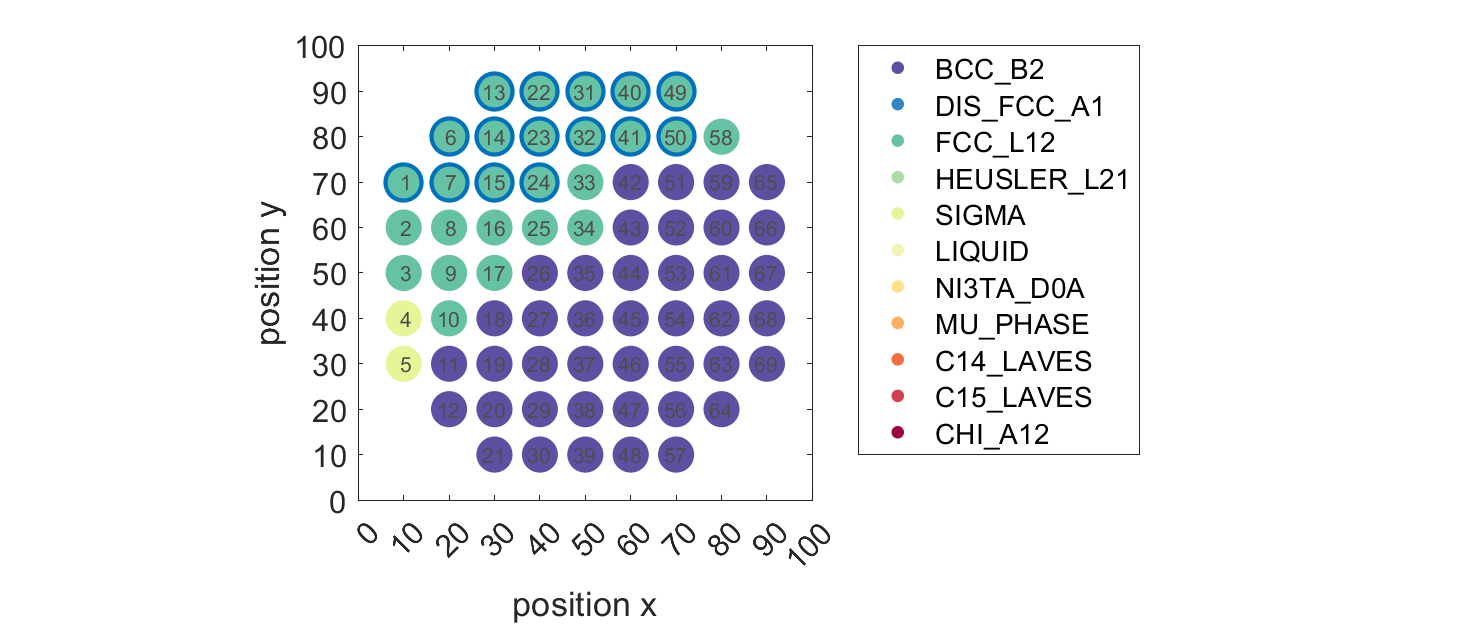 100
90
80
70
60
50
40
30
20
10
0
position y
13 22 31 40 49
6 14 23 32 41 50 58
1 7 15 24 33 42 51 59 65
2 8 16 25 34 43 52 60 66
3 9 17 26 35 44 53 61 67
4 10 18 27 36 45 54 62 68
5 11 19 28 37 46 55 63 69
12 20 29 38 47 56 64
21 30 39 48 57
0 10 20 30 40 50 60 70 80 90 100
position x
BCC_B2
DIS_FCC_A1
FCC_L12
HEUSLER_L21
SIGMA
LIQUID
NI3TA_D0A
MU_PHASE
C14_LAVES
C15_LAVES
CHI_A12